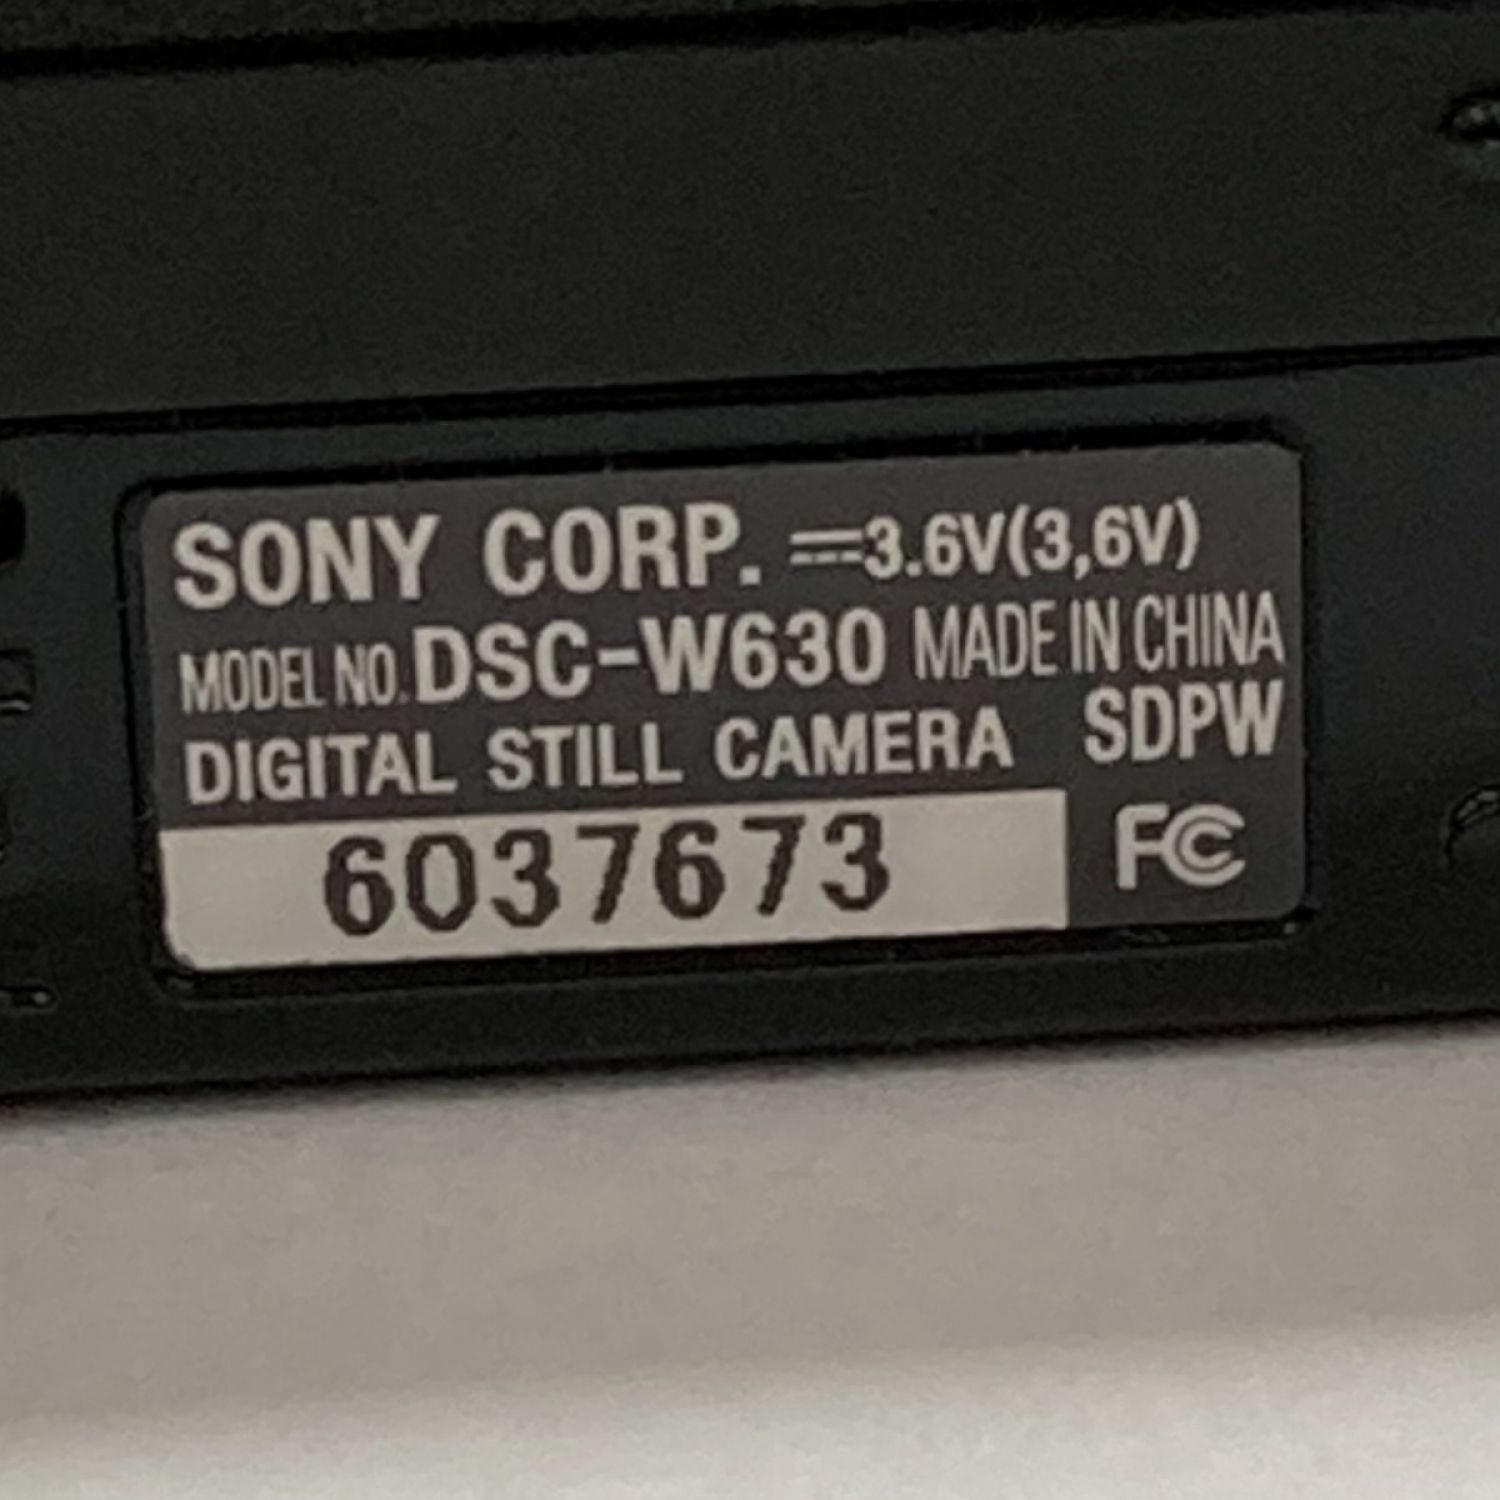 SONY CORP. ⎓3.6V(3,6V)
MODEL NO. DSC-W630 MADE IN CHINA
DIGITAL STILL CAMERA SDPW
6037673 FC